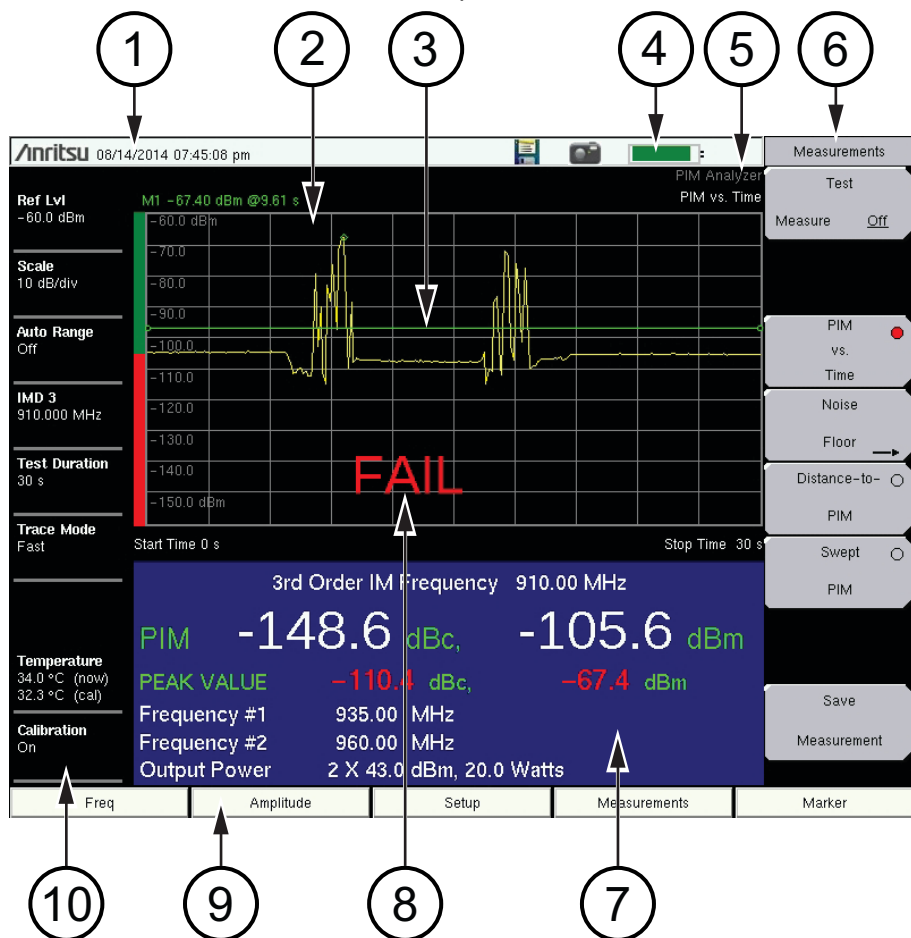 1
2
3
4
5
6
/inritsu 08/14/2014 07:45:08 pm
Measurements
PIM Analyzer
PIM vs. Time
M1 -67.40 dBm @9.61 s
Ref Lvl
-60.0 dBm
Scale
10 dB/div
Auto Range
Off
IMD 3
910.000 MHz
Test Duration
30 s
Trace Mode
Fast
Temperature
34.0 °C (now)
32.3 °C (cal)
Calibration
On
-60.0 dBm
-70.0
-80.0
-90.0
-100.0
-110.0
-120.0
-130.0
-140.0
-150.0 dBm
FAIL
Start Time 0 s
Stop Time 30 s
3rd Order IM Frequency 910.00 MHz
PIM -148.6 dBc, -105.6 dBm
PEAK VALUE -110.4 dBc, -67.4 dBm
Frequency #1 935.00 MHz
Frequency #2 960.00 MHz
Output Power 2 X 43.0 dBm, 20.0 Watts
Test
Measure Off
PIM
vs.
Time
Noise
Floor
Distance-to-
PIM
Swept
PIM
Save
Measurement
Freq
Amplitude
Setup
Measurements
Marker
10
9
8
7